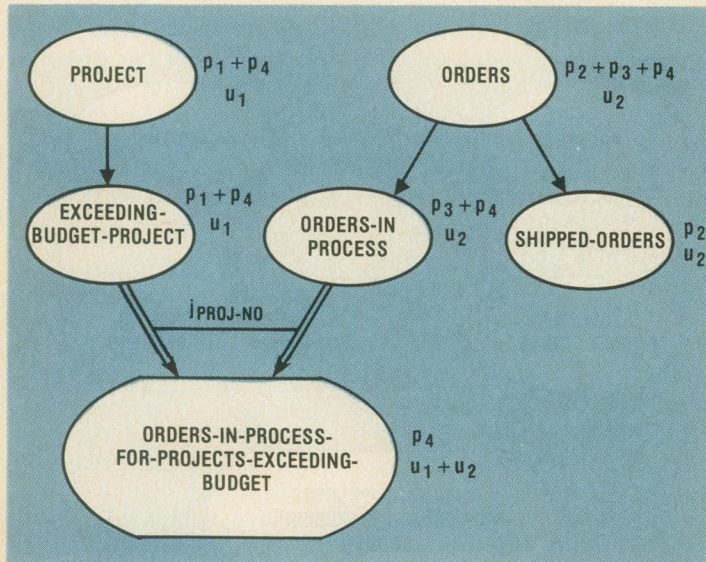 PROJECT
p₁ + p₄
u₁
ORDERS
p₂ + p₃ + p₄
u₂
EXCEEDING-
BUDGET-PROJECT
p₁ + p₄
u₁
ORDERS-IN
PROCESS
p₃ + p₄
u₂
SHIPPED-ORDERS
p₂
u₂
jPROJ-NO
ORDERS-IN-PROCESS-
FOR-PROJECTS-EXCEEDING-
BUDGET
p₄
u₁ + u₂